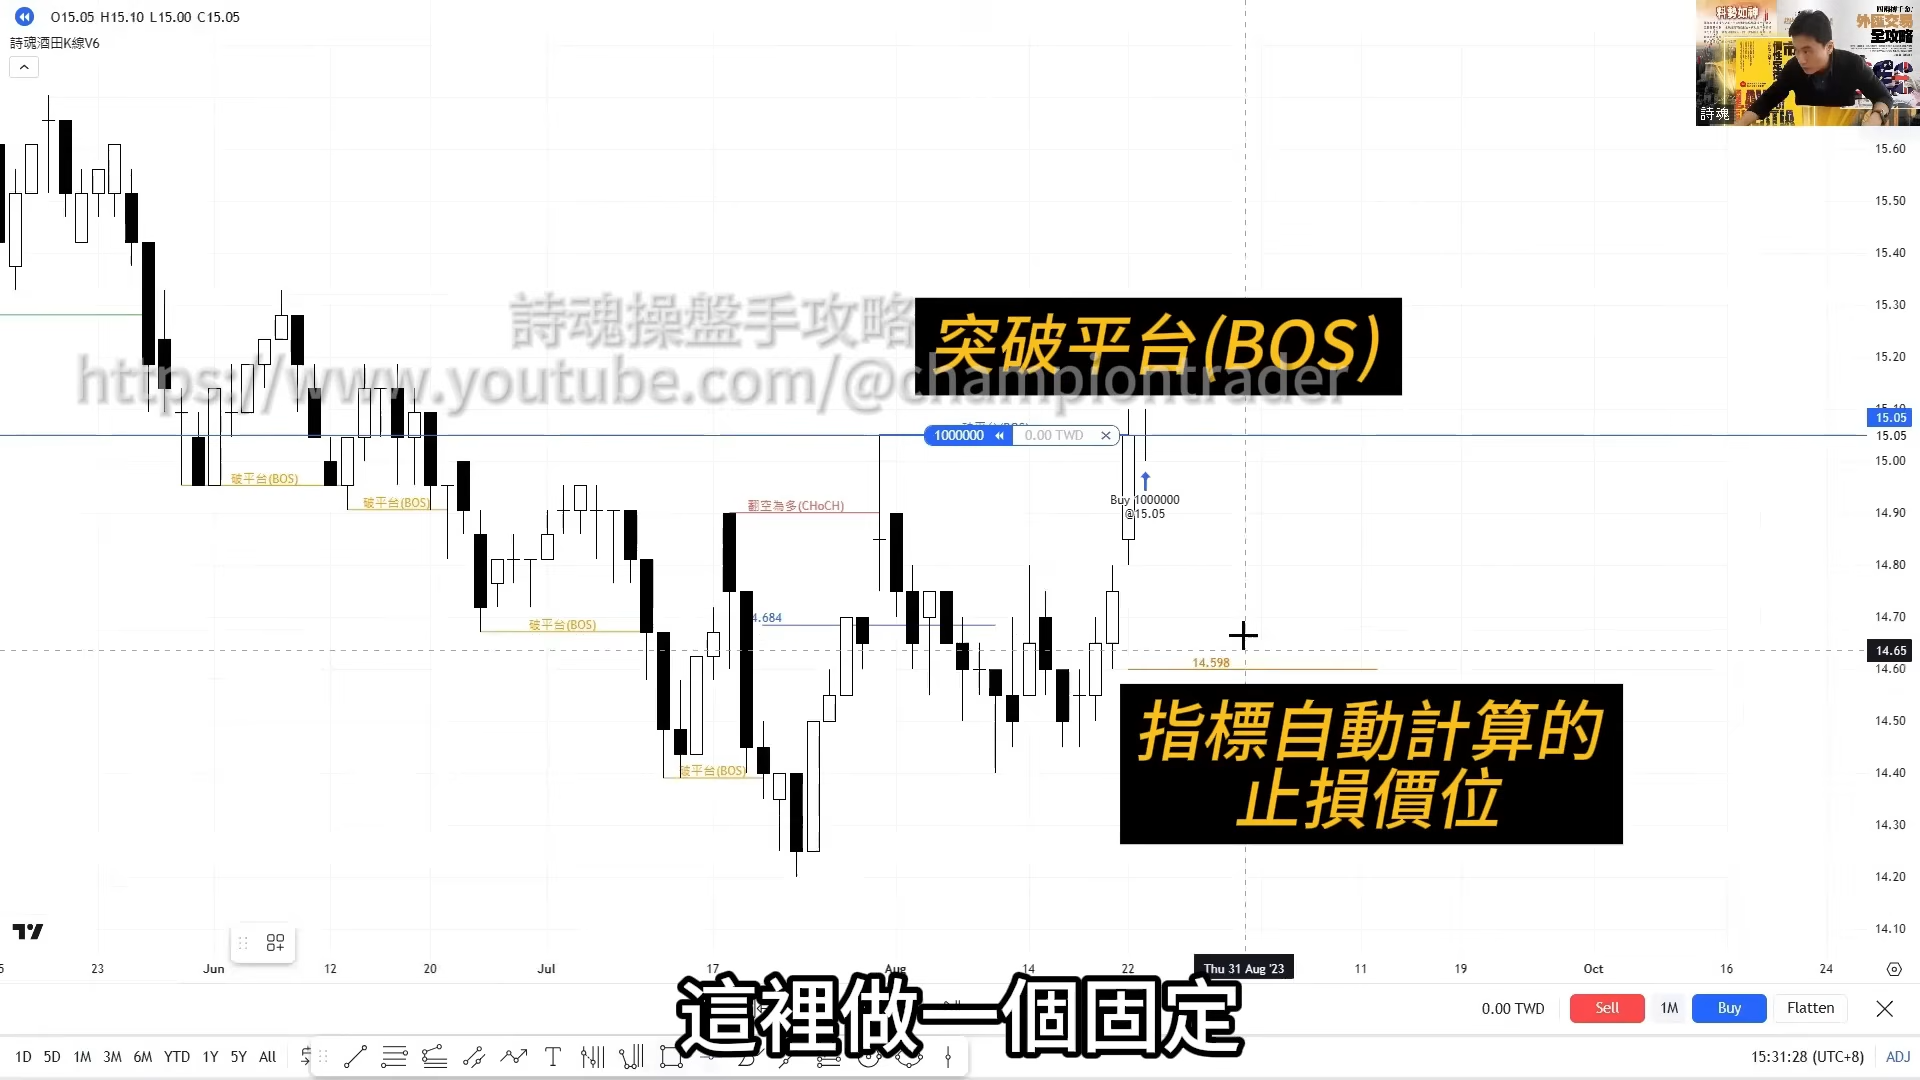 O15.05 H15.10 L15.00 C15.05
詩魂酒田K線V6
料勢如神
外匯交易
全攻略
詩魂
15.60
15.50
15.40
15.30
15.20
15.05
15.05
15.00
14.90
14.80
14.70
14.65
14.60
14.50
14.40
14.30
14.20
14.10
詩魂操盤手攻略
https://www.youtube.com/@championtrader
突破平台(BOS)
1000000
0.00 TWD
破平台(BOS)
破平台(BOS)
翻空為多(CHoCH)
Buy 1000000
@15.05
破平台(BOS)
.684
14.598
破平台(BOS)
指標自動計算的
止損價位
23
Jun
12
20
Jul
17
Aug
14
22
Thu 31 Aug '23
11
19
Oct
16
24
這裡做一個固定
0.00 TWD
Sell
1M
Buy
Flatten
1D 5D 1M 3M 6M YTD 1Y 5Y All
15:31:28 (UTC+8)
ADJ